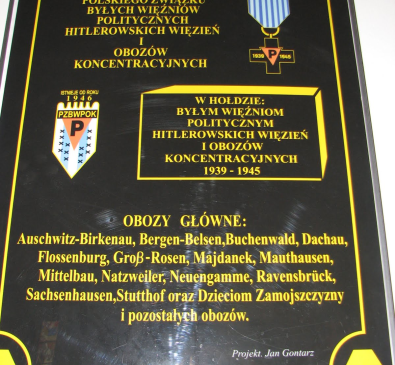 POLSKIEGO ZWIĄZKU
BYŁYCH WIĘŹNIÓW
POLITYCZNYCH
HITLEROWSKICH WIĘZIEŃ
OBOZÓW
KONCENTRACYJNYCH
1939 P 1945
ISTNIEJE OD ROKU
1946
PZBWPOK
P
W HOŁDZIE:
BYŁYM WIĘŹNIOM
POLITYCZNYM
HITLEROWSKICH WIĘZIEŃ
I OBOZÓW
KONCENTRACYJNYCH
1939 - 1945
OBOZY GŁÓWNE:
Auschwitz-Birkenau, Bergen-Belsen,Buchenwald, Dachau,
Flossenburg, Groß-Rosen, Majdanek, Mauthausen,
Mittelbau, Natzweiler, Neuengamme, Ravensbrück,
Sachsenhausen,Stutthof oraz Dzieciom Zamojszczyzny
i pozostałych obozów.
Projekt. Jan Gontarz